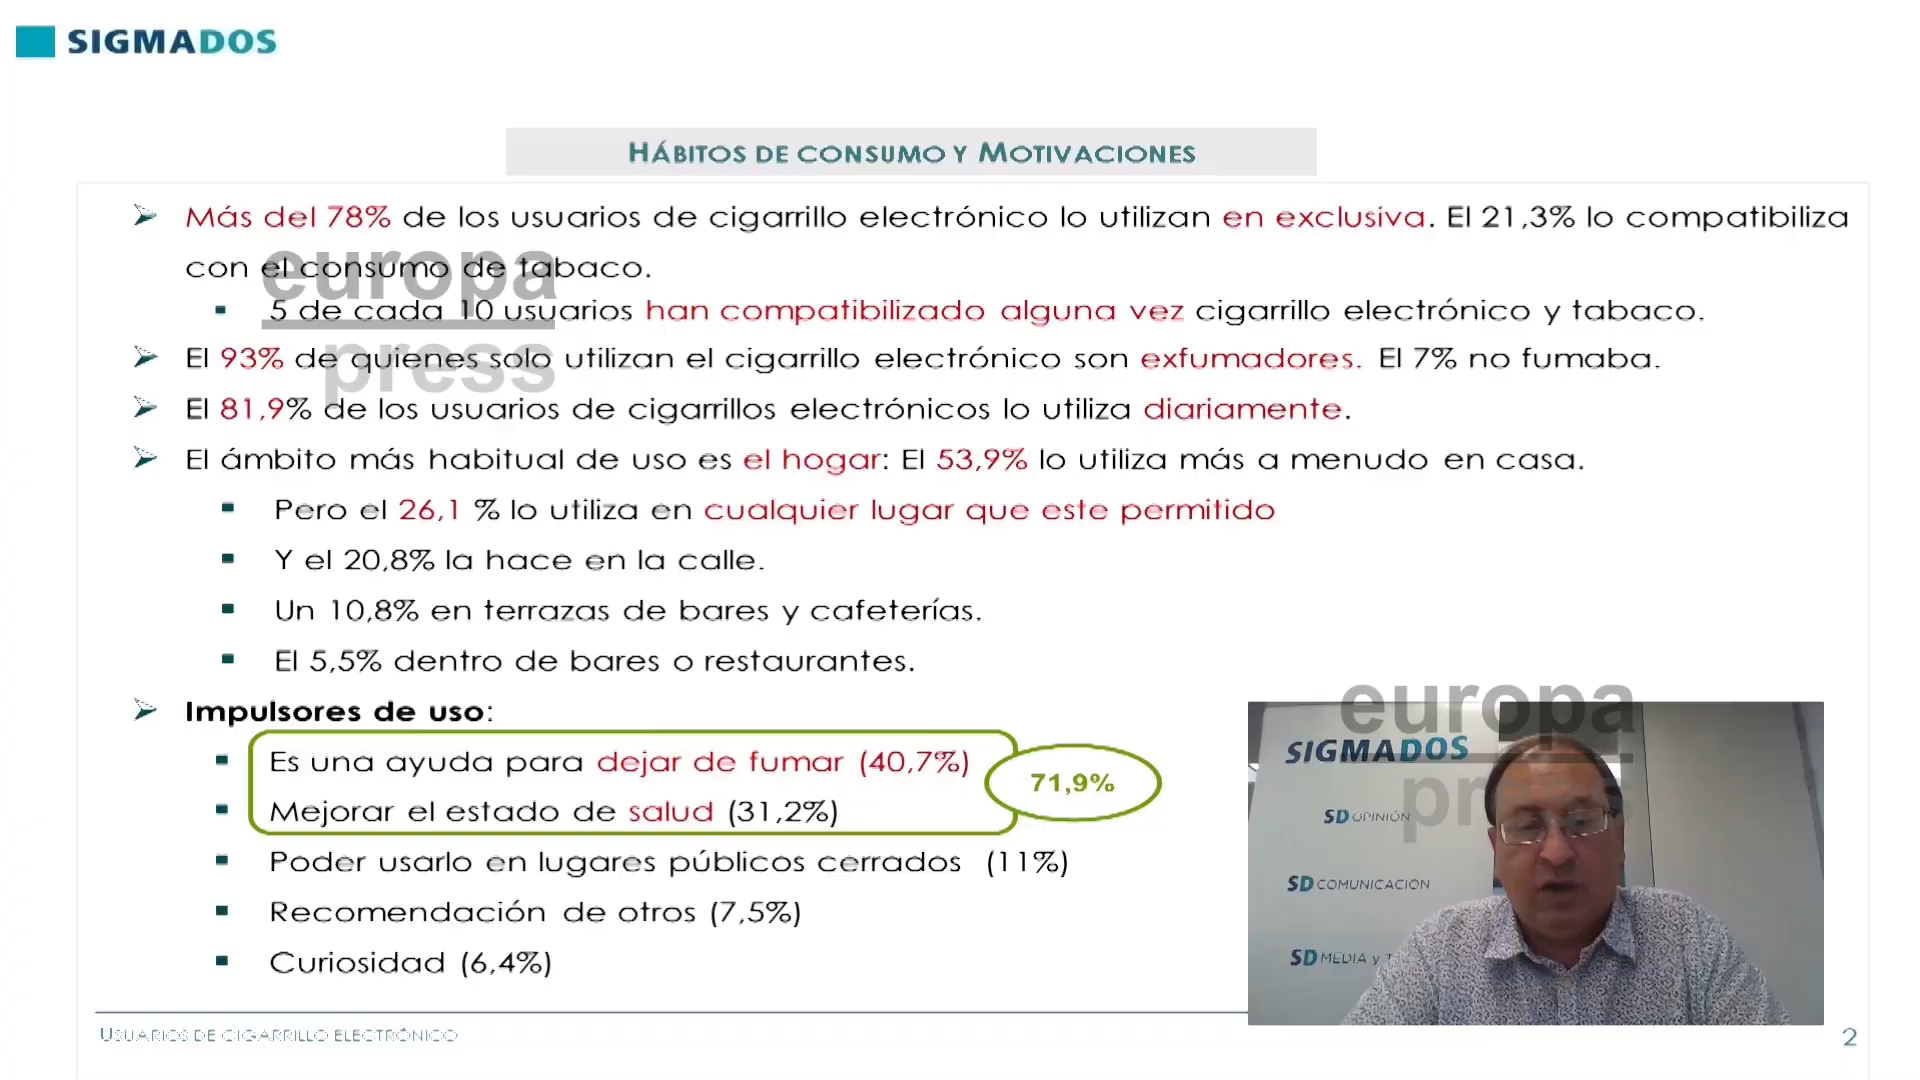 SIGMADOS
HÁBITOS DE CONSUMO Y MOTIVACIONES
Más del 78% de los usuarios de cigarrillo electrónico lo utilizan en exclusiva. El 21,3% lo compatibiliza
con el consumo de tabaco.
5 de cada 10 usuarios han compatibilizado alguna vez cigarrillo electrónico y tabaco.
El 93% de quienes solo utilizan el cigarrillo electrónico son exfumadores. El 7% no fumaba.
El 81,9% de los usuarios de cigarrillos electrónicos lo utiliza diariamente.
El ámbito más habitual de uso es el hogar: El 53,9% lo utiliza más a menudo en casa.
Pero el 26,1 % lo utiliza en cualquier lugar que este permitido
Y el 20,8% la hace en la calle.
Un 10,8% en terrazas de bares y cafeterías.
El 5,5% dentro de bares o restaurantes.
Impulsores de uso:
Es una ayuda para dejar de fumar (40,7%)
71,9%
Mejorar el estado de salud (31,2%)
Poder usarlo en lugares públicos cerrados (11%)
Recomendación de otros (7,5%)
Curiosidad (6,4%)
USUARIOS DE CIGARRILLO ELECTRÓNICO
2
europa
press
europa
press
SIGMADOS
SD OPINIÓN
SD COMUNICACIÓN
SD MEDIA y T